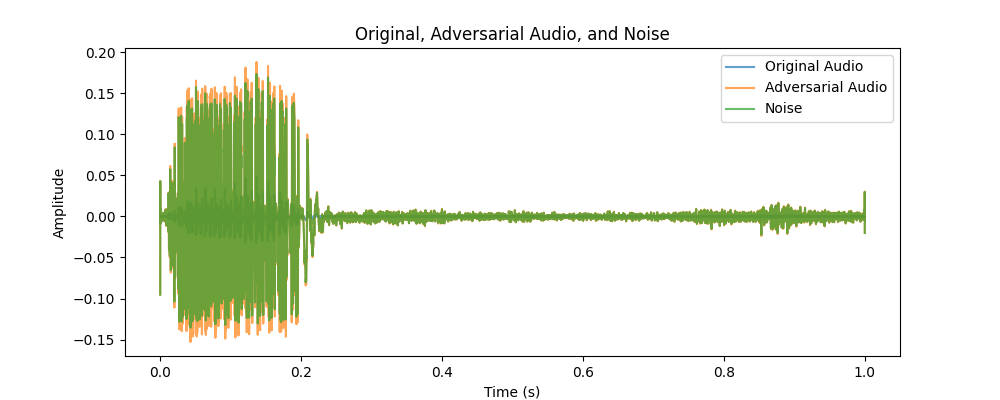 Original, Adversarial Audio, and Noise
Original Audio
Adversarial Audio
Noise
Amplitude
0.20
0.15
0.10
0.05
0.00
−0.05
−0.10
−0.15
0.0 0.2 0.4 0.6 0.8 1.0
Time (s)